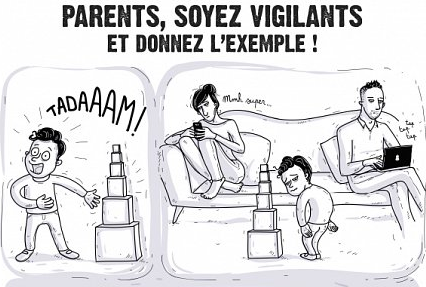 PARENTS, SOYEZ VIGILANTS
ET DONNEZ L'EXEMPLE !
TADAAAM!
Mmh super...
tap
tap
tap